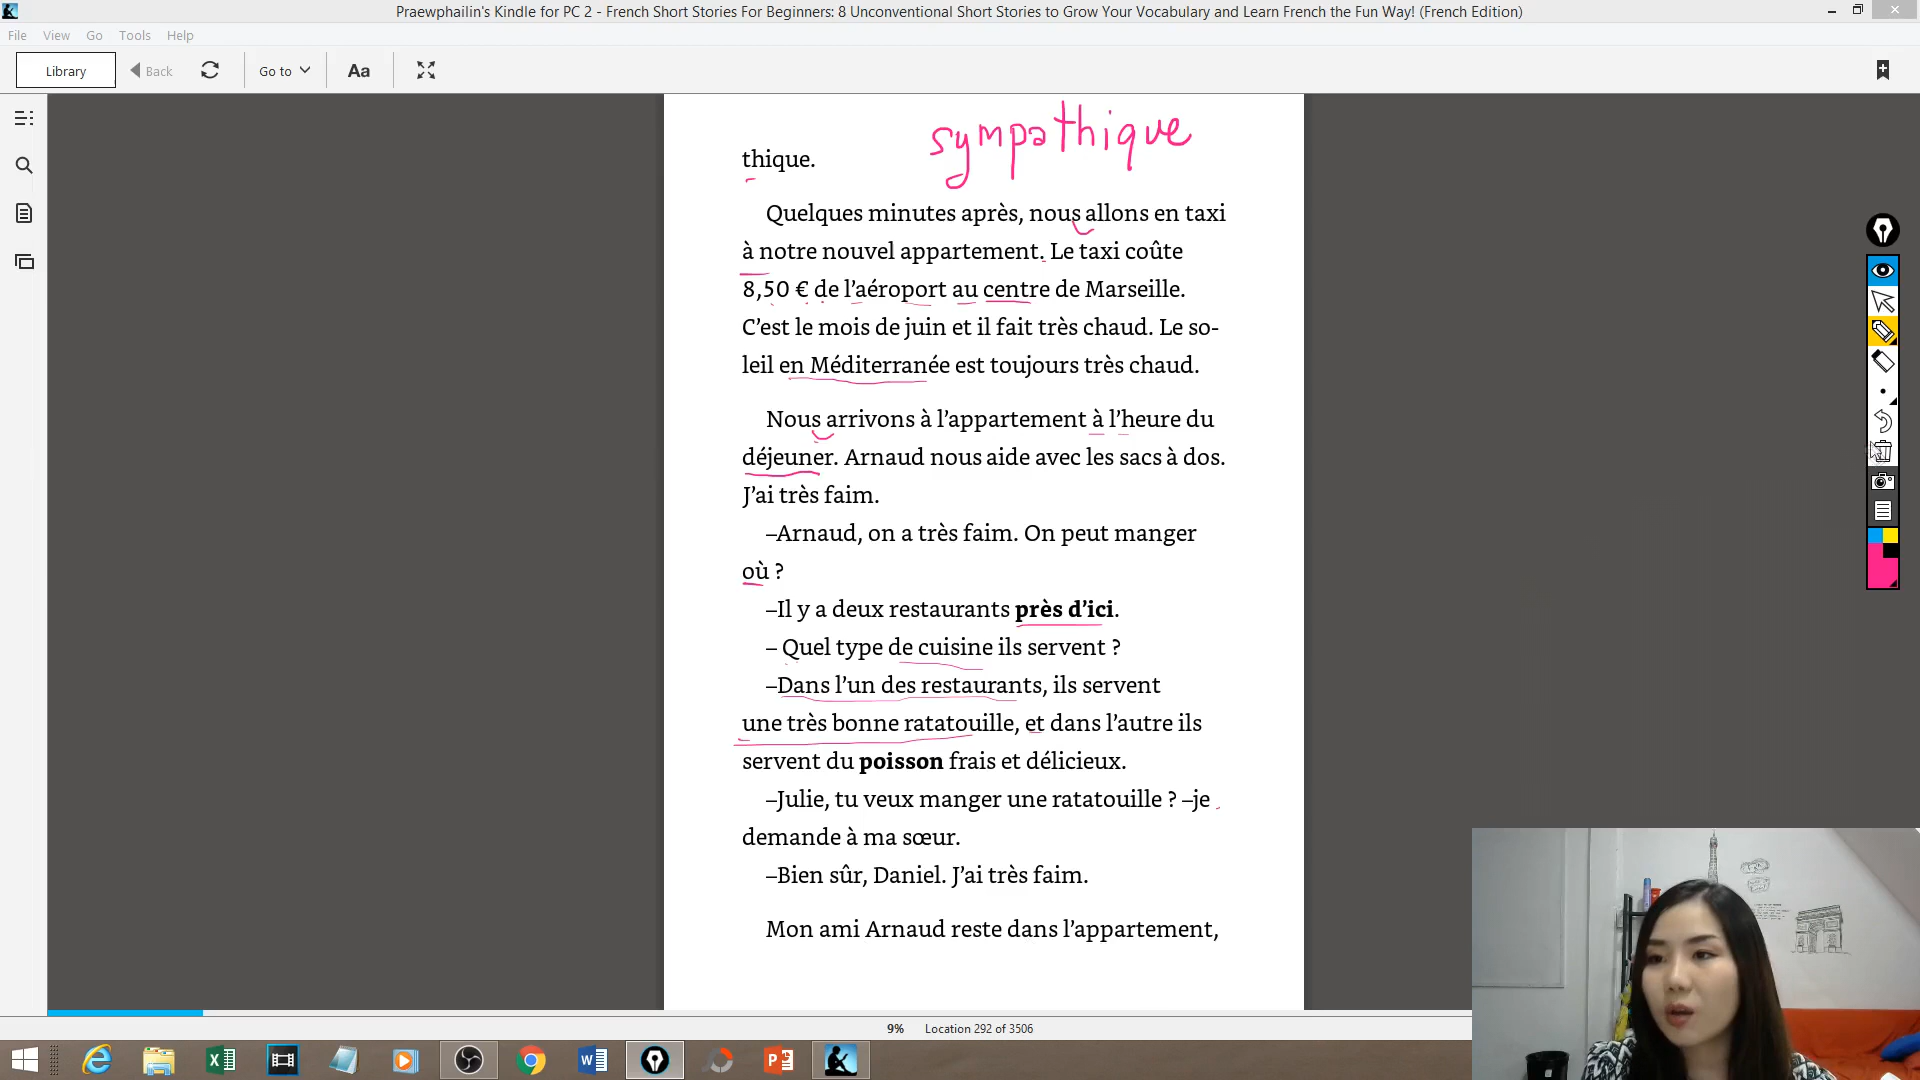 Praewphailin's Kindle for PC 2 - French Short Stories For Beginners: 8 Unconventional Short Stories to Grow Your Vocabulary and Learn French the Fun Way! (French Edition)
File View Go Tools Help
Library Back Go to Aa
sympathique
thique.
Quelques minutes après, nous allons en taxi
à notre nouvel appartement. Le taxi coûte
8,50 € de l’aéroport au centre de Marseille.
C’est le mois de juin et il fait très chaud. Le so-
leil en Méditerranée est toujours très chaud.
Nous arrivons à l’appartement à l’heure du
déjeuner. Arnaud nous aide avec les sacs à dos.
J’ai très faim.
–Arnaud, on a très faim. On peut manger
où ?
–Il y a deux restaurants près d’ici.
– Quel type de cuisine ils servent ?
–Dans l’un des restaurants, ils servent
une très bonne ratatouille, et dans l’autre ils
servent du poisson frais et délicieux.
–Julie, tu veux manger une ratatouille ? –je
demande à ma sœur.
–Bien sûr, Daniel. J’ai très faim.
Mon ami Arnaud reste dans l’appartement,
9% Location 292 of 3506